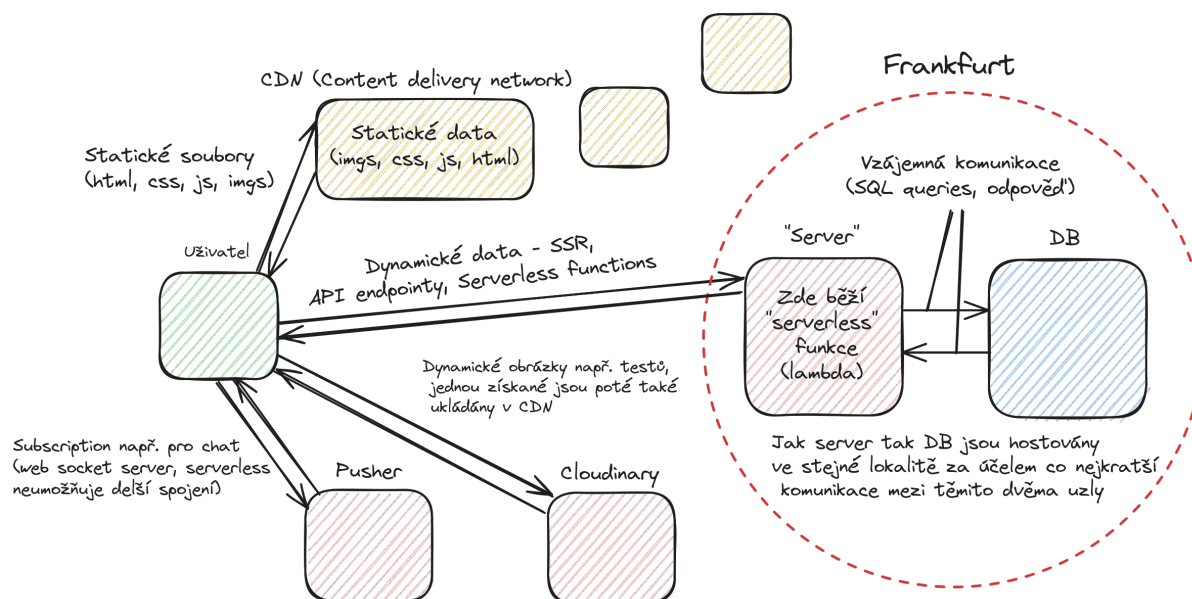 Frankfurt
CDN (Content delivery network)
Statické data
(imgs, css, js, html)
Statické soubory
(html, css, js, imgs)
Vzájemná komunikace
(SQL queries, odpověď)
Uživatel
Dynamické data - SSR,
API endpointy, Serverless functions
"Server"
DB
Zde běží
"serverless"
funkce
(lambda)
Dynamické obrázky např. testů,
jednou získané jsou poté také
ukládány v CDN
Subscription např. pro chat
(web socket server, serverless
neumožňuje delší spojení)
Pusher
Cloudinary
Jak server tak DB jsou hostovány
ve stejné lokalitě za účelem co nejkratší
komunikace mezi těmito dvěma uzly